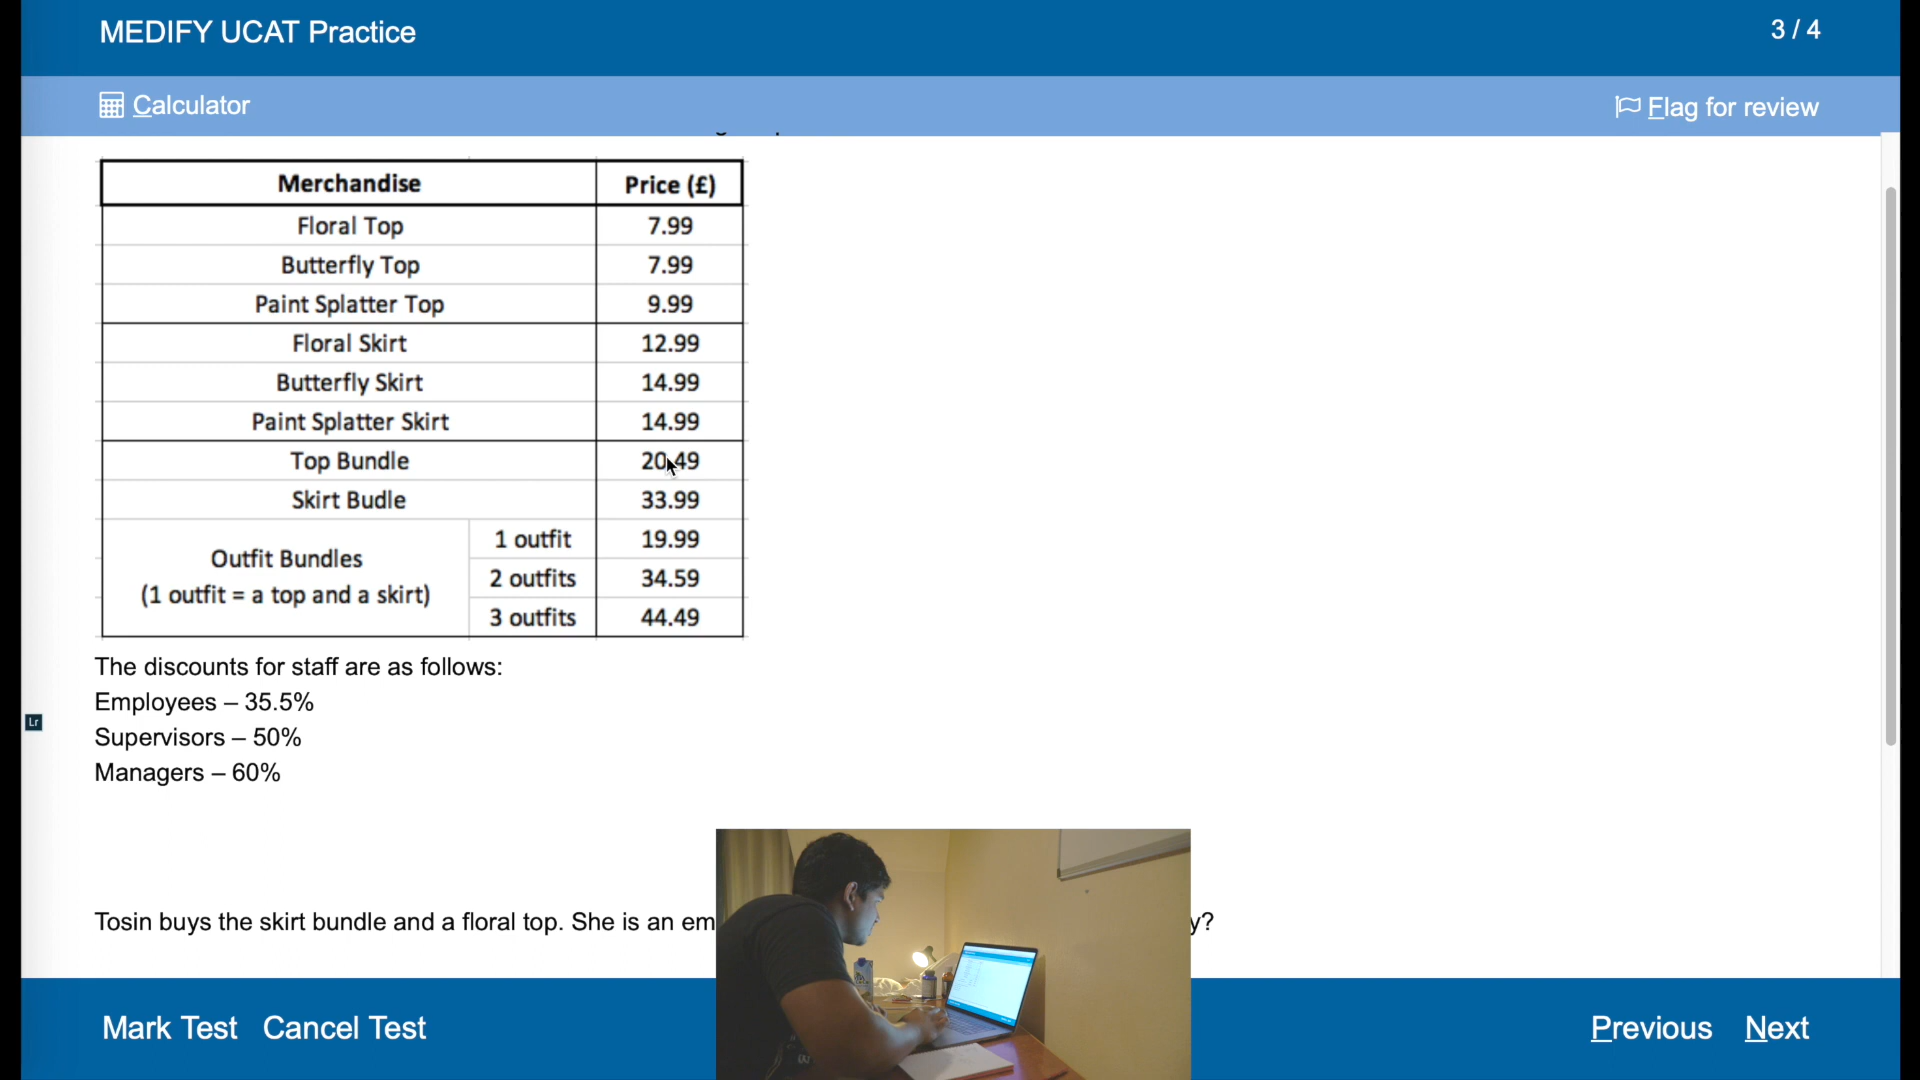 MEDIFY UCAT Practice
3 / 4
Calculator
Flag for review
Merchandise Price (£)
Floral Top 7.99
Butterfly Top 7.99
Paint Splatter Top 9.99
Floral Skirt 12.99
Butterfly Skirt 14.99
Paint Splatter Skirt 14.99
Top Bundle 20.49
Skirt Budle 33.99
Outfit Bundles
(1 outfit = a top and a skirt)
1 outfit 19.99
2 outfits 34.59
3 outfits 44.49
The discounts for staff are as follows:
Employees – 35.5%
Supervisors – 50%
Managers – 60%
Lr
Tosin buys the skirt bundle and a floral top. She is an em y?
Mark Test Cancel Test
Previous Next